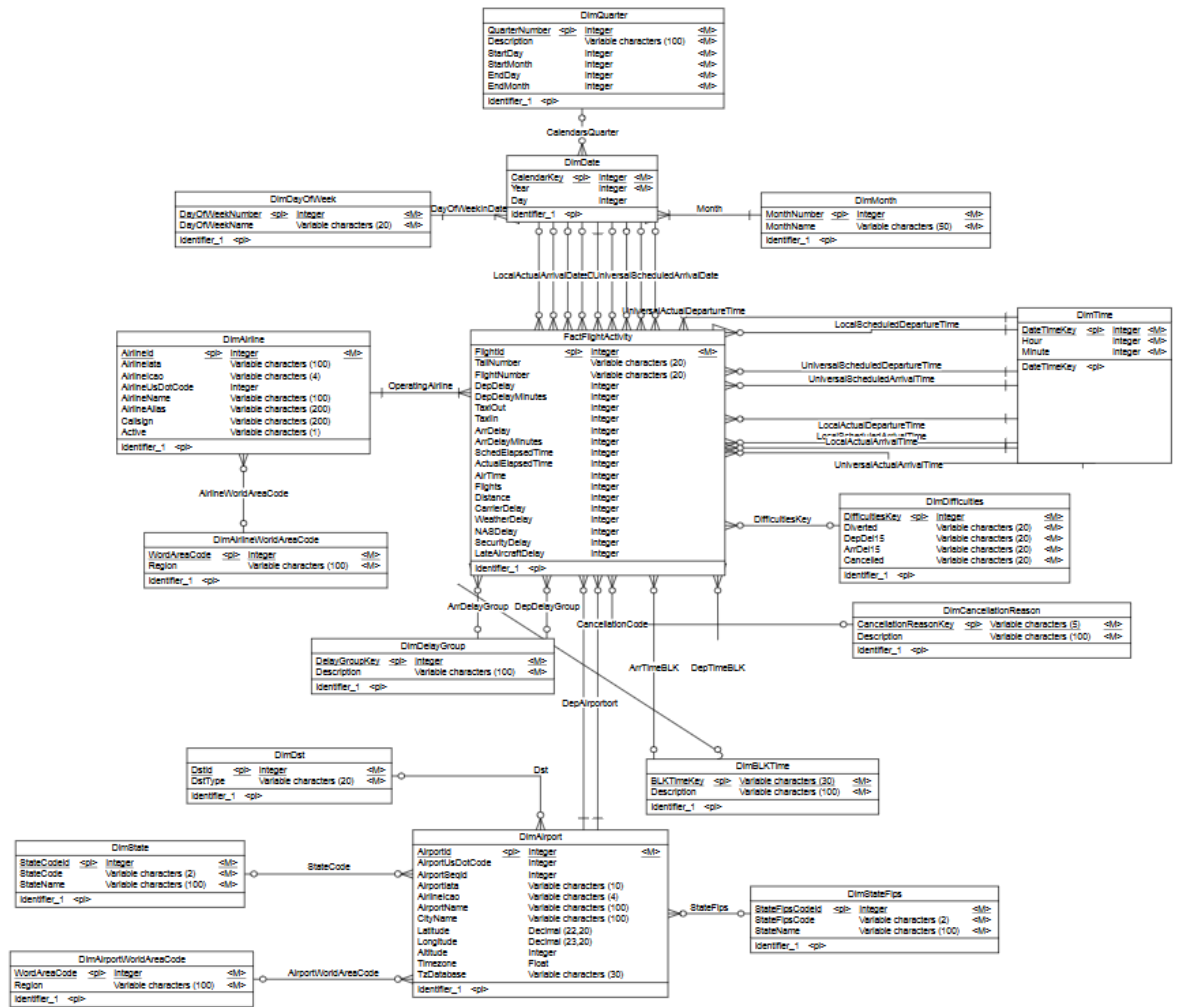 DimQuarter
QuarterNumber <pi> Integer <M>
Description Variable characters (100) <M>
StartDay Integer <M>
StartMonth Integer <M>
EndDay Integer <M>
EndMonth Integer <M>
Identifier_1 <pi>
CalendarsQuarter
DimDate
CalendarKey <pi> Integer <M>
Year Integer <M>
Day Integer
Identifier_1 <pi>
DimDayOfWeek
DayOfWeekNumber <pi> Integer <M>
DayOfWeekName Variable characters (20) <M>
Identifier_1 <pi>
DayOfWeekInDate
Month
DimMonth
MonthNumber <pi> Integer <M>
MonthName Variable characters (50) <M>
Identifier_1 <pi>
LocalActualArrivalDate
UniversalScheduledArrivalDate
UniversalActualDepartureTime
LocalScheduledDepartureTime
UniversalScheduledDepartureTime
UniversalScheduledArrivalTime
LocalActualDepartureTime
LocalActualArrivalTime
UniversalActualArrivalTime
DimTime
DateTimeKey <pi> Integer <M>
Hour Integer <M>
Minute Integer <M>
DateTimeKey <pi>
DimAirline
AirlineId <pi> Integer <M>
AirlineIata Variable characters (100)
AirlineIcao Variable characters (4)
AirlineUsDotCode Integer
AirlineName Variable characters (100)
AirlineAlias Variable characters (200)
Callsign Variable characters (200)
Active Variable characters (1)
Identifier_1 <pi>
OperatingAirline
FactFlightActivity
FlightId <pi> Integer <M>
TailNumber Variable characters (20)
FlightNumber Variable characters (20)
DepDelay Integer
DepDelayMinutes Integer
TaxiOut Integer
TaxiIn Integer
ArrDelay Integer
ArrDelayMinutes Integer
SchedElapsedTime Integer
ActualElapsedTime Integer
AirTime Integer
Flights Integer
Distance Integer
CarrierDelay Integer
WeatherDelay Integer
NASDelay Integer
SecurityDelay Integer
LateAircraftDelay Integer
Identifier_1 <pi>
AirlineWorldAreaCode
DimAirlineWorldAreaCode
WordAreaCode <pi> Integer <M>
Region Variable characters (100) <M>
Identifier_1 <pi>
DifficultiesKey
DimDifficulties
DifficultiesKey <pi> Integer <M>
Diverted Variable characters (20) <M>
DepDel15 Variable characters (20) <M>
ArrDel15 Variable characters (20) <M>
Cancelled Variable characters (20) <M>
Identifier_1 <pi>
ArrDelayGroup
DepDelayGroup
CancellationCode
DimCancellationReason
CancellationReasonKey <pi> Variable characters (5) <M>
Description Variable characters (100) <M>
Identifier_1 <pi>
DimDelayGroup
DelayGroupKey <pi> Integer <M>
Description Variable characters (100) <M>
Identifier_1 <pi>
ArrTimeBLK
DepTimeBLK
DimDst
DstId <pi> Integer <M>
DstType Variable characters (20) <M>
Identifier_1 <pi>
Dst
DimBLKTime
BLKTimeKey <pi> Variable characters (30) <M>
Description Variable characters (100) <M>
Identifier_1 <pi>
DimState
StateCodeId <pi> Integer <M>
StateCode Variable characters (2) <M>
StateName Variable characters (100) <M>
Identifier_1 <pi>
StateCode
DimAirport
AirportId <pi> Integer <M>
AirportUsDotCode Integer
AirportSeqId Integer
AirportIata Variable characters (10)
AirlineIcao Variable characters (4)
AirportName Variable characters (100)
CityName Variable characters (100)
Latitude Decimal (22,20)
Longitude Decimal (23,20)
Altitude Integer
Timezone Float
TzDatabase Variable characters (30)
Identifier_1 <pi>
StateFips
DimStateFips
StateFipsCodeId <pi> Integer <M>
StateFipsCode Variable characters (2) <M>
StateName Variable characters (100) <M>
Identifier_1 <pi>
DimAirportWorldAreaCode
WordAreaCode <pi> Integer <M>
Region Variable characters (100) <M>
Identifier_1 <pi>
AirportWorldAreaCode